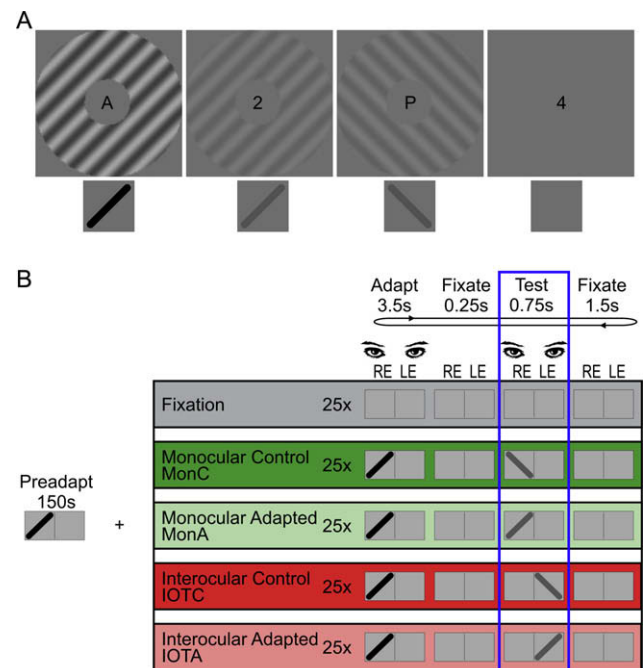 A
A 2 P 4
B
Adapt Fixate Test Fixate
3.5s 0.25s 0.75s 1.5s
RE LE RE LE RE LE RE LE
Fixation 25x
Preadapt
150s
+
Monocular Control
MonC 25x
Monocular Adapted
MonA 25x
Interocular Control
IOTC 25x
Interocular Adapted
IOTA 25x